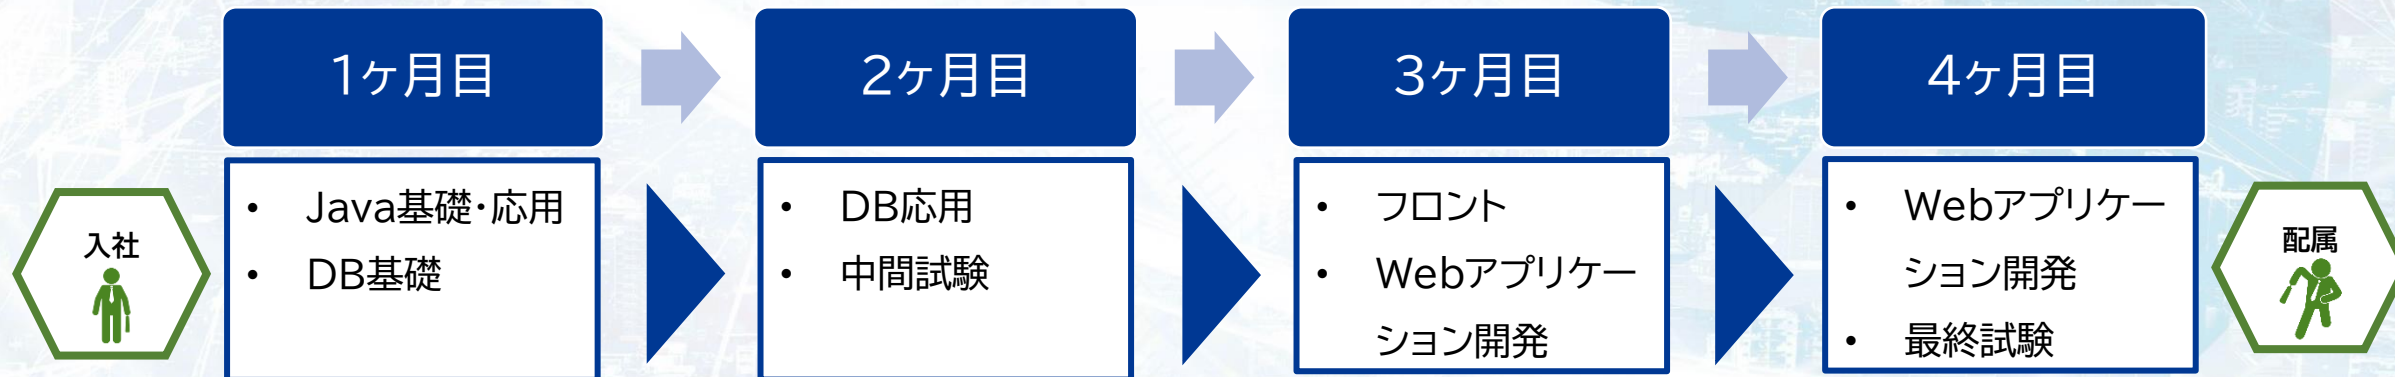 1ヶ月目
2ヶ月目
3ヶ月目
4ヶ月目
入社
• Java基礎・応用
• DB基礎
• DB応用
• 中間試験
• フロント
• Webアプリケー
ション開発
• Webアプリケー
ション開発
• 最終試験
配属